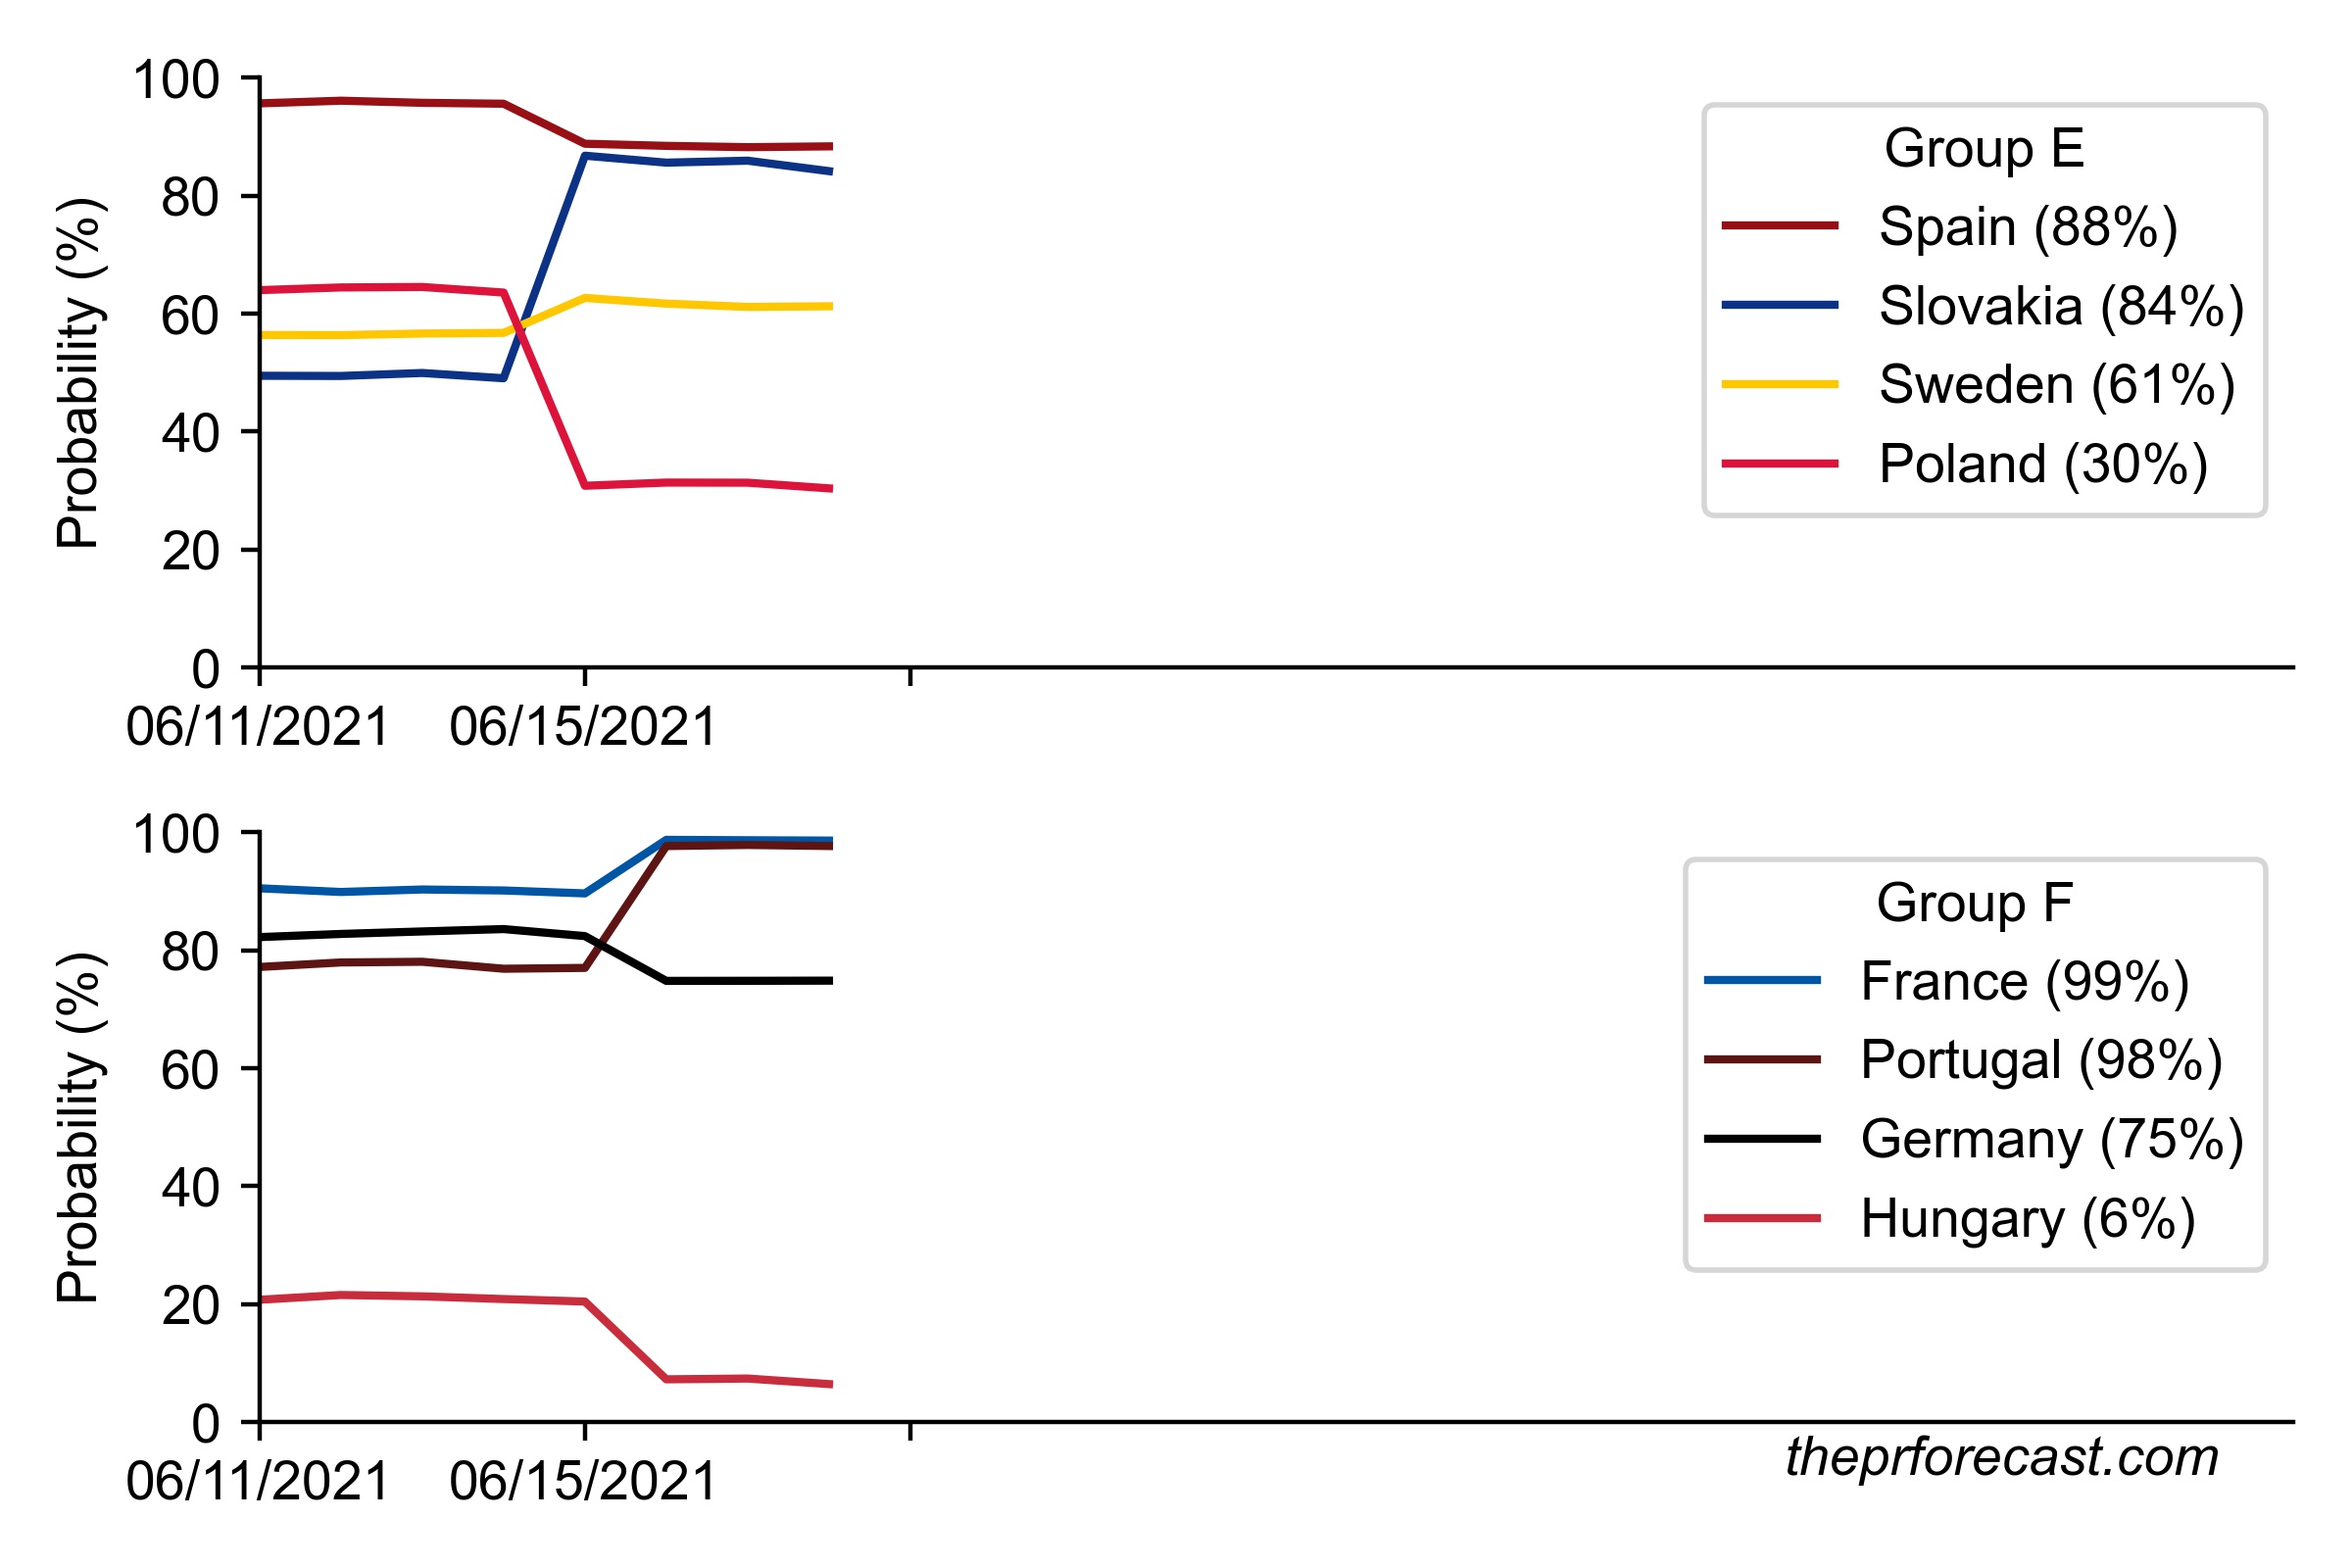 Probability (%)
100
80
60
40
20
0
06/11/2021 06/15/2021
Group E
Spain (88%)
Slovakia (84%)
Sweden (61%)
Poland (30%)
Probability (%)
100
80
60
40
20
0
06/11/2021 06/15/2021
Group F
France (99%)
Portugal (98%)
Germany (75%)
Hungary (6%)
theprforecast.com